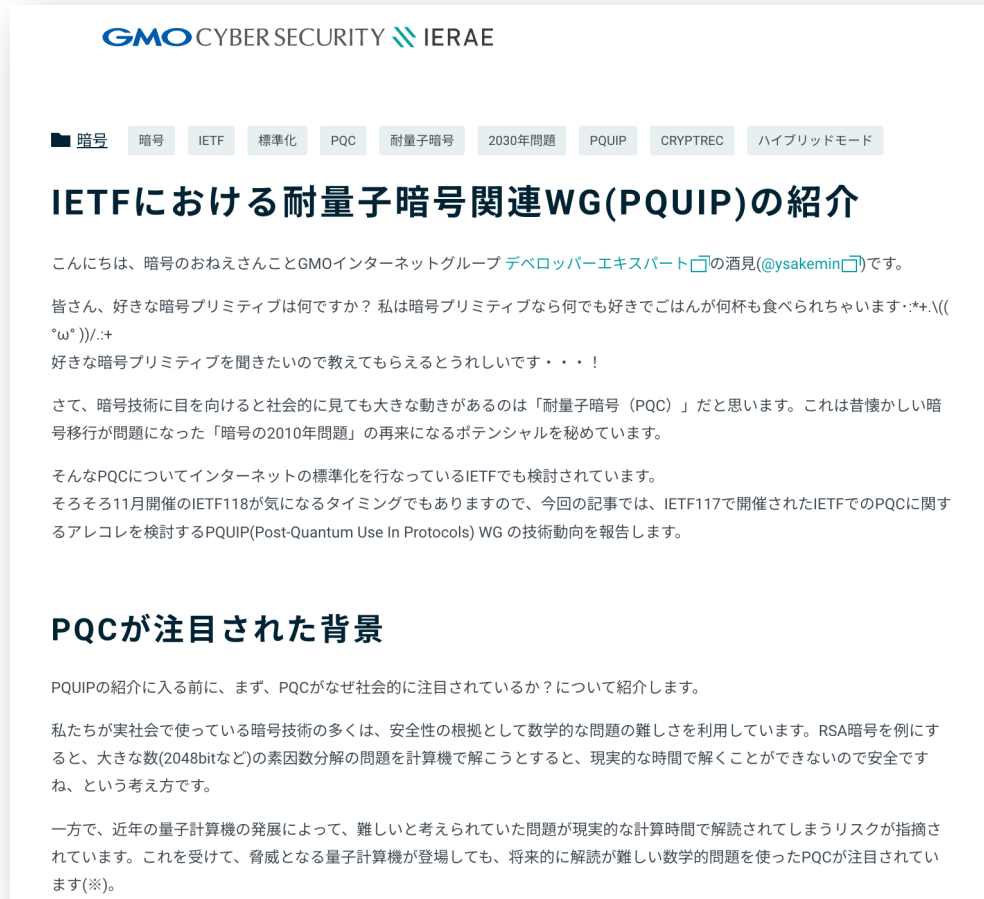 GMO CYBER SECURITY IERAE
暗号 暗号 IETF 標準化 PQC 耐量子暗号 2030年問題 PQUIP CRYPTREC ハイブリッドモード
IETFにおける耐量子暗号関連WG(PQUIP)の紹介
こんにちは、暗号のおねえさんことGMOインターネットグループ デベロッパーエキスパートの酒見(@ysakemin)です。
皆さん、好きな暗号プリミティブは何ですか？ 私は暗号プリミティブなら何でも好きでごはんが何杯も食べられちゃいます･:*+.\((
°ω° ))/.:+
好きな暗号プリミティブを聞きたいので教えてもらえるとうれしいです・・・！
さて、暗号技術に目を向けると社会的に見ても大きな動きがあるのは「耐量子暗号（PQC）」だと思います。これは昔懐かしい暗
号移行が問題になった「暗号の2010年問題」の再来になるポテンシャルを秘めています。
そんなPQCについてインターネットの標準化を行なっているIETFでも検討されています。
そろそろ11月開催のIETF118が気になるタイミングでもありますので、今回の記事では、IETF117で開催されたIETFでのPQCに関す
るアレコレを検討するPQUIP(Post-Quantum Use In Protocols) WG の技術動向を報告します。
PQCが注目された背景
PQUIPの紹介に入る前に、まず、PQCがなぜ社会的に注目されているか？について紹介します。
私たちが実社会で使っている暗号技術の多くは、安全性の根拠として数学的な問題の難しさを利用しています。RSA暗号を例にす
ると、大きな数(2048bitなど)の素因数分解の問題を計算機で解こうとすると、現実的な時間で解くことができないので安全です
ね、という考え方です。
一方で、近年の量子計算機の発展によって、難しいと考えられていた問題が現実的な計算時間で解読されてしまうリスクが指摘さ
れています。これを受けて、脅威となる量子計算機が登場しても、将来的に解読が難しい数学的問題を使ったPQCが注目されてい
ます(※)。